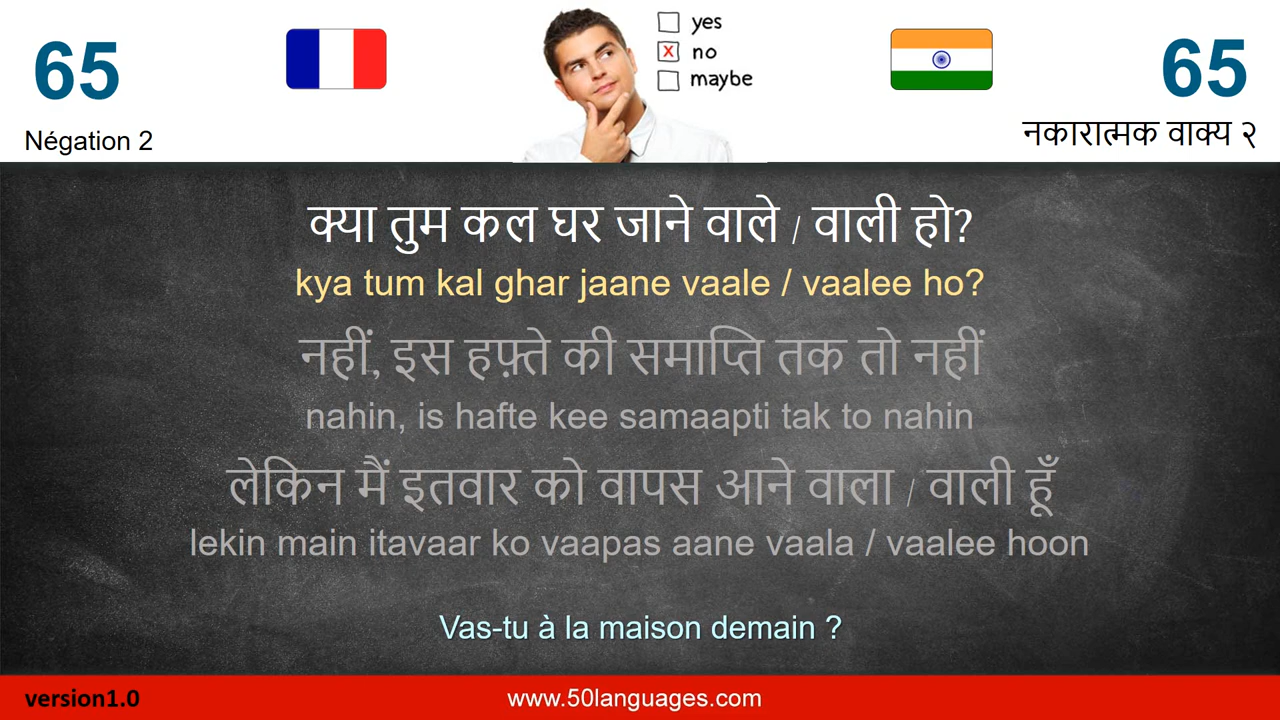 65
yes
no
maybe
65
Négation 2
नकारात्मक वाक्य २
क्या तुम कल घर जाने वाले / वाली हो?
kya tum kal ghar jaane vaale / vaalee ho?
नहीं, इस हफ़्ते की समाप्ति तक तो नहीं
nahin, is hafte kee samaapti tak to nahin
लेकिन मैं इतवार को वापस आने वाला / वाली हूँ
lekin main itavaar ko vaapas aane vaala / vaalee hoon
Vas-tu à la maison demain ?
version1.0
www.50languages.com